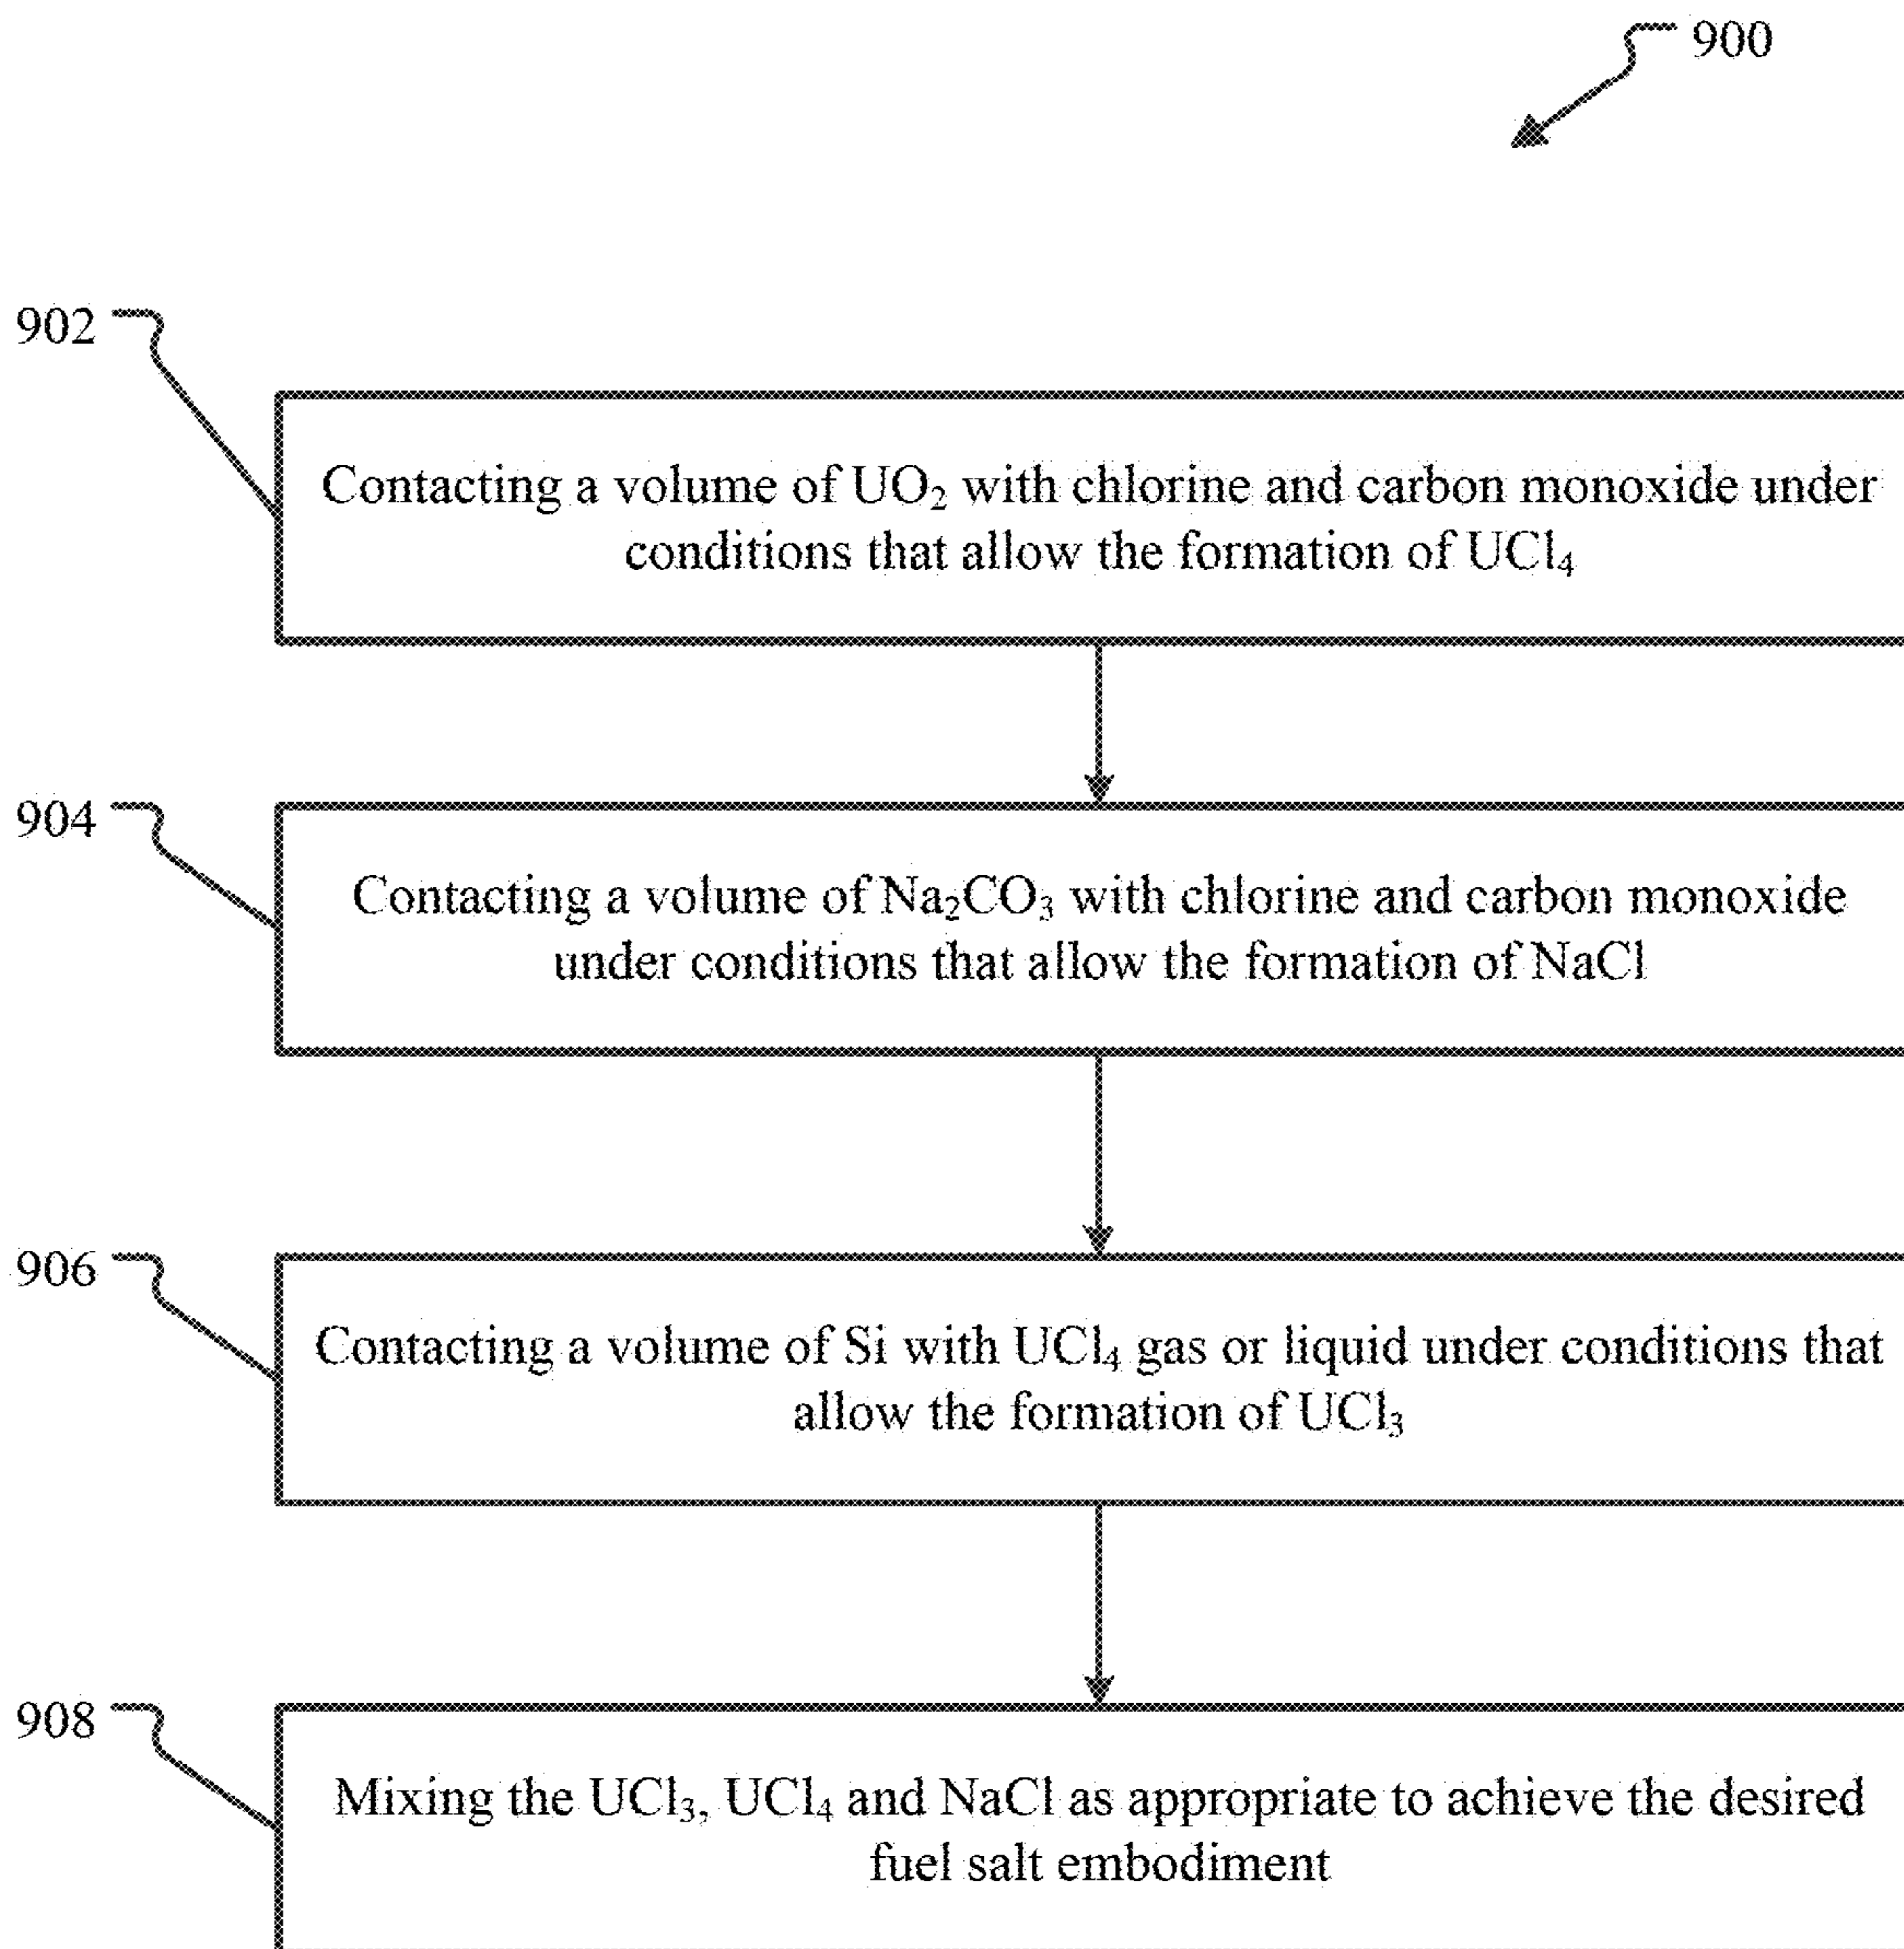 900
902
Contacting a volume of UO₂ with chlorine and carbon monoxide under
conditions that allow the formation of UCl₄
904
Contacting a volume of Na₂CO₃ with chlorine and carbon monoxide
under conditions that allow the formation of NaCl
906
Contacting a volume of Si with UCl₄ gas or liquid under conditions that
allow the formation of UCl₃
908
Mixing the UCl₃, UCl₄ and NaCl as appropriate to achieve the desired
fuel salt embodiment